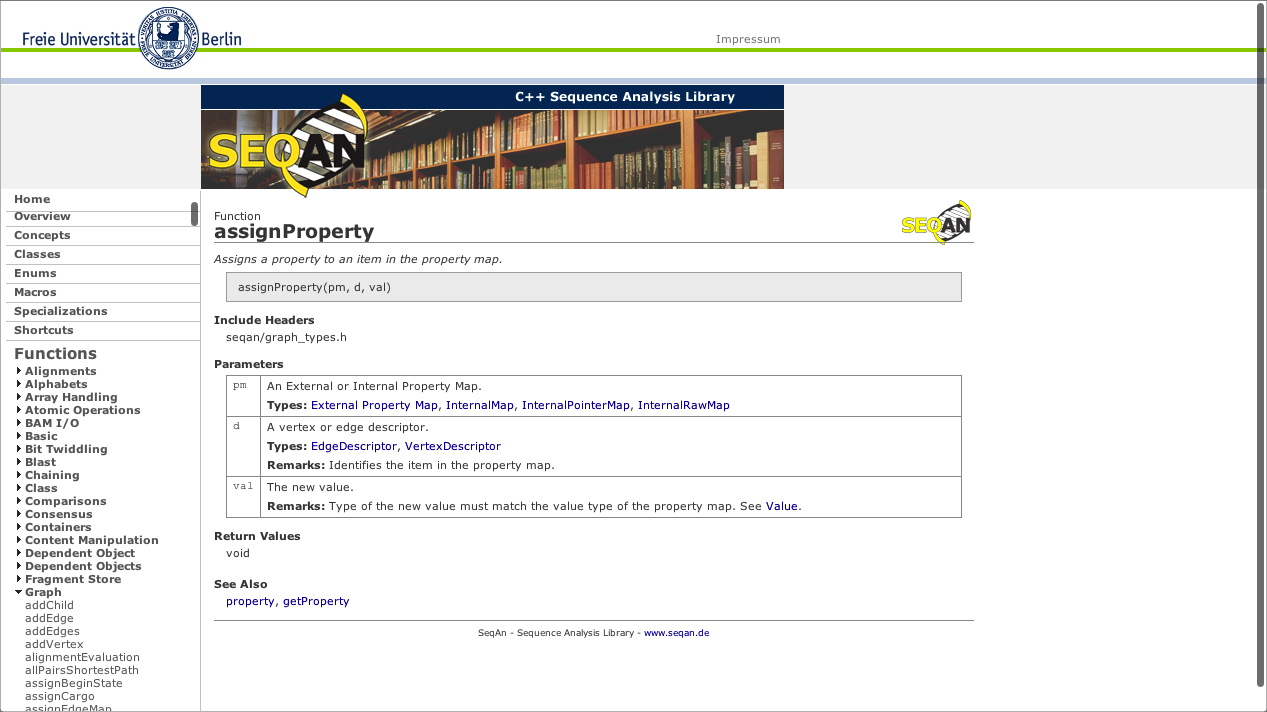 Freie Universität Berlin
Impressum
C++ Sequence Analysis Library
SEQAN
Home
Overview
Concepts
Classes
Enums
Macros
Specializations
Shortcuts
Functions
Alignments
Alphabets
Array Handling
Atomic Operations
BAM I/O
Basic
Bit Twiddling
Blast
Chaining
Class
Comparisons
Consensus
Containers
Content Manipulation
Dependent Object
Dependent Objects
Fragment Store
Graph
addChild
addEdge
addEdges
addVertex
alignmentEvaluation
allPairsShortestPath
assignBeginState
assignCargo
assignEdgeMap
Function
assignProperty
SEQAN
Assigns a property to an item in the property map.
assignProperty(pm, d, val)
Include Headers
seqan/graph_types.h
Parameters
pm An External or Internal Property Map.
Types: External Property Map, InternalMap, InternalPointerMap, InternalRawMap
d A vertex or edge descriptor.
Types: EdgeDescriptor, VertexDescriptor
Remarks: Identifies the item in the property map.
val The new value.
Remarks: Type of the new value must match the value type of the property map. See Value.
Return Values
void
See Also
property, getProperty
SeqAn - Sequence Analysis Library - www.seqan.de